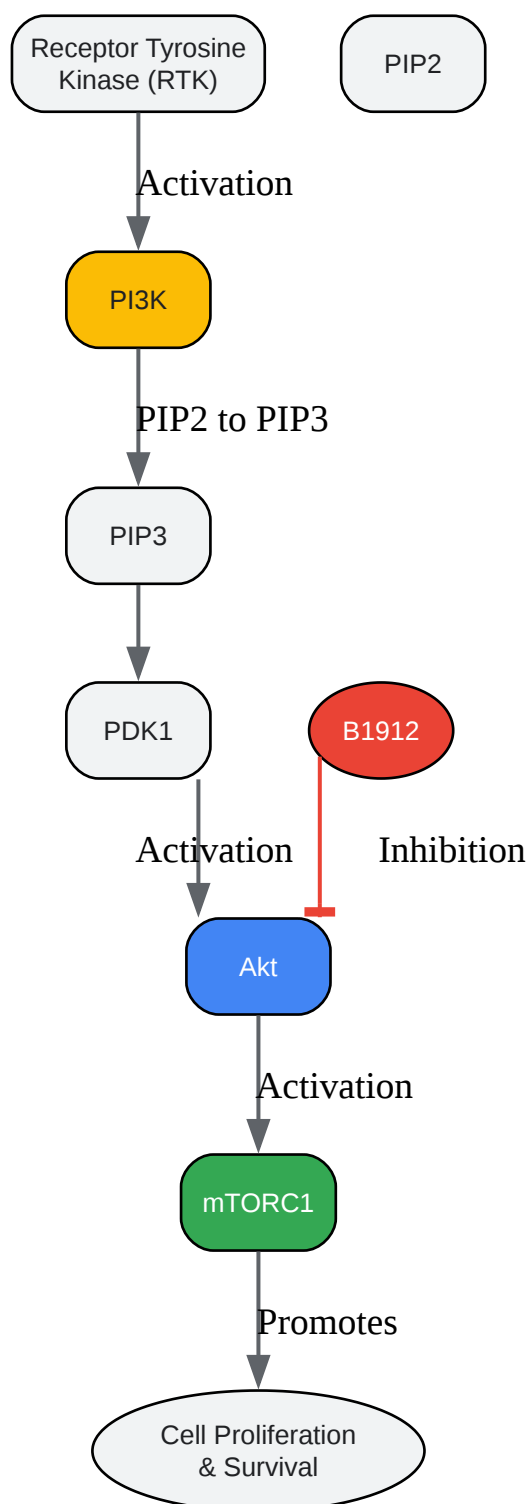 Receptor Tyrosine
Kinase (RTK)
PIP2
Activation
PI3K
PIP2 to PIP3
PIP3
PDK1
B1912
Activation
Inhibition
Akt
Activation
mTORC1
Promotes
Cell Proliferation
& Survival